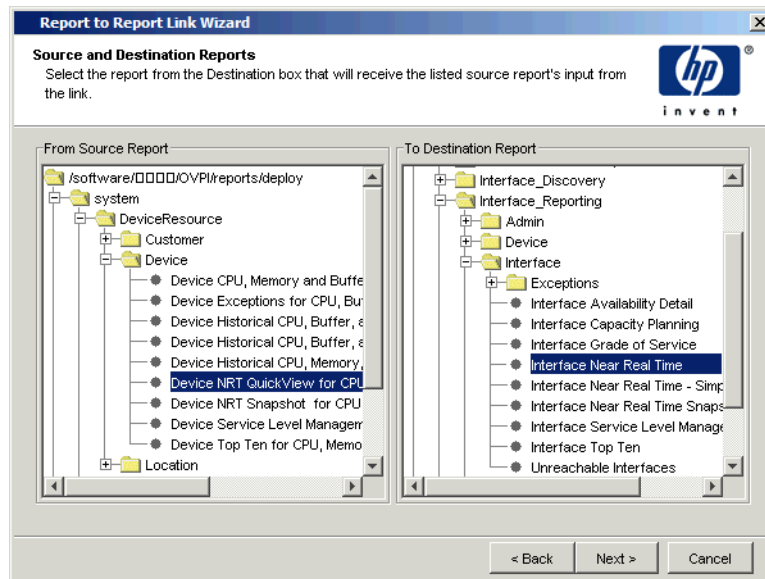 Report to Report Link Wizard
Source and Destination Reports
Select the report from the Destination box that will receive the listed source report's input from
the link.
hp
®
invent
From Source Report
/software/□□□□/OVPI/reports/deploy
system
DeviceResource
Customer
Device
Device CPU, Memory and Buffe
Device Exceptions for CPU, Bu
Device Historical CPU, Buffer, a
Device Historical CPU, Buffer, a
Device Historical CPU, Memory,
Device NRT QuickView for CPU
Device NRT Snapshot for CPU
Device Service Level Managem
Device Top Ten for CPU, Memo
Location
To Destination Report
Interface_Discovery
Interface_Reporting
Admin
Device
Interface
Exceptions
Interface Availability Detail
Interface Capacity Planning
Interface Grade of Service
Interface Near Real Time
Interface Near Real Time - Simp
Interface Near Real Time Snaps
Interface Service Level Manage
Interface Top Ten
Unreachable Interfaces
< Back
Next >
Cancel